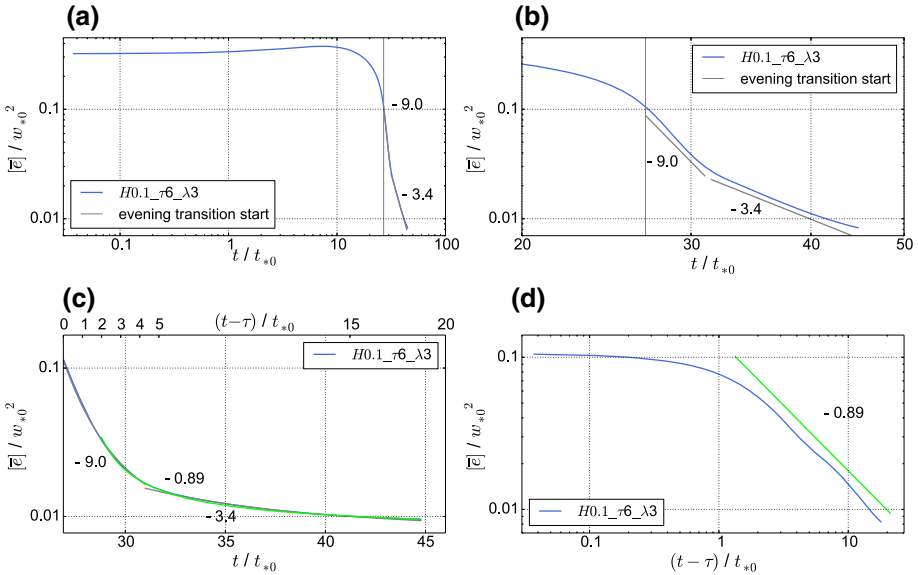 (a)
[e̅] / w∗0²
0.1
0.01
- 9.0
- 3.4
H0.1_τ6_λ3
evening transition start
0.1
1
10
100
t / t∗0
(b)
[e̅] / w∗0²
0.1
0.01
H0.1_τ6_λ3
evening transition start
- 9.0
- 3.4
20
30
40
50
t / t∗0
(c)
0 1 2 3 4 5 (t−τ) / t∗0 15 20
[e̅] / w∗0²
0.1
0.01
H0.1_τ6_λ3
- 9.0
- 0.89
- 3.4
30
35
40
45
t / t∗0
(d)
[e̅] / w∗0²
0.1
0.01
- 0.89
H0.1_τ6_λ3
0.1
1
10
(t−τ) / t∗0